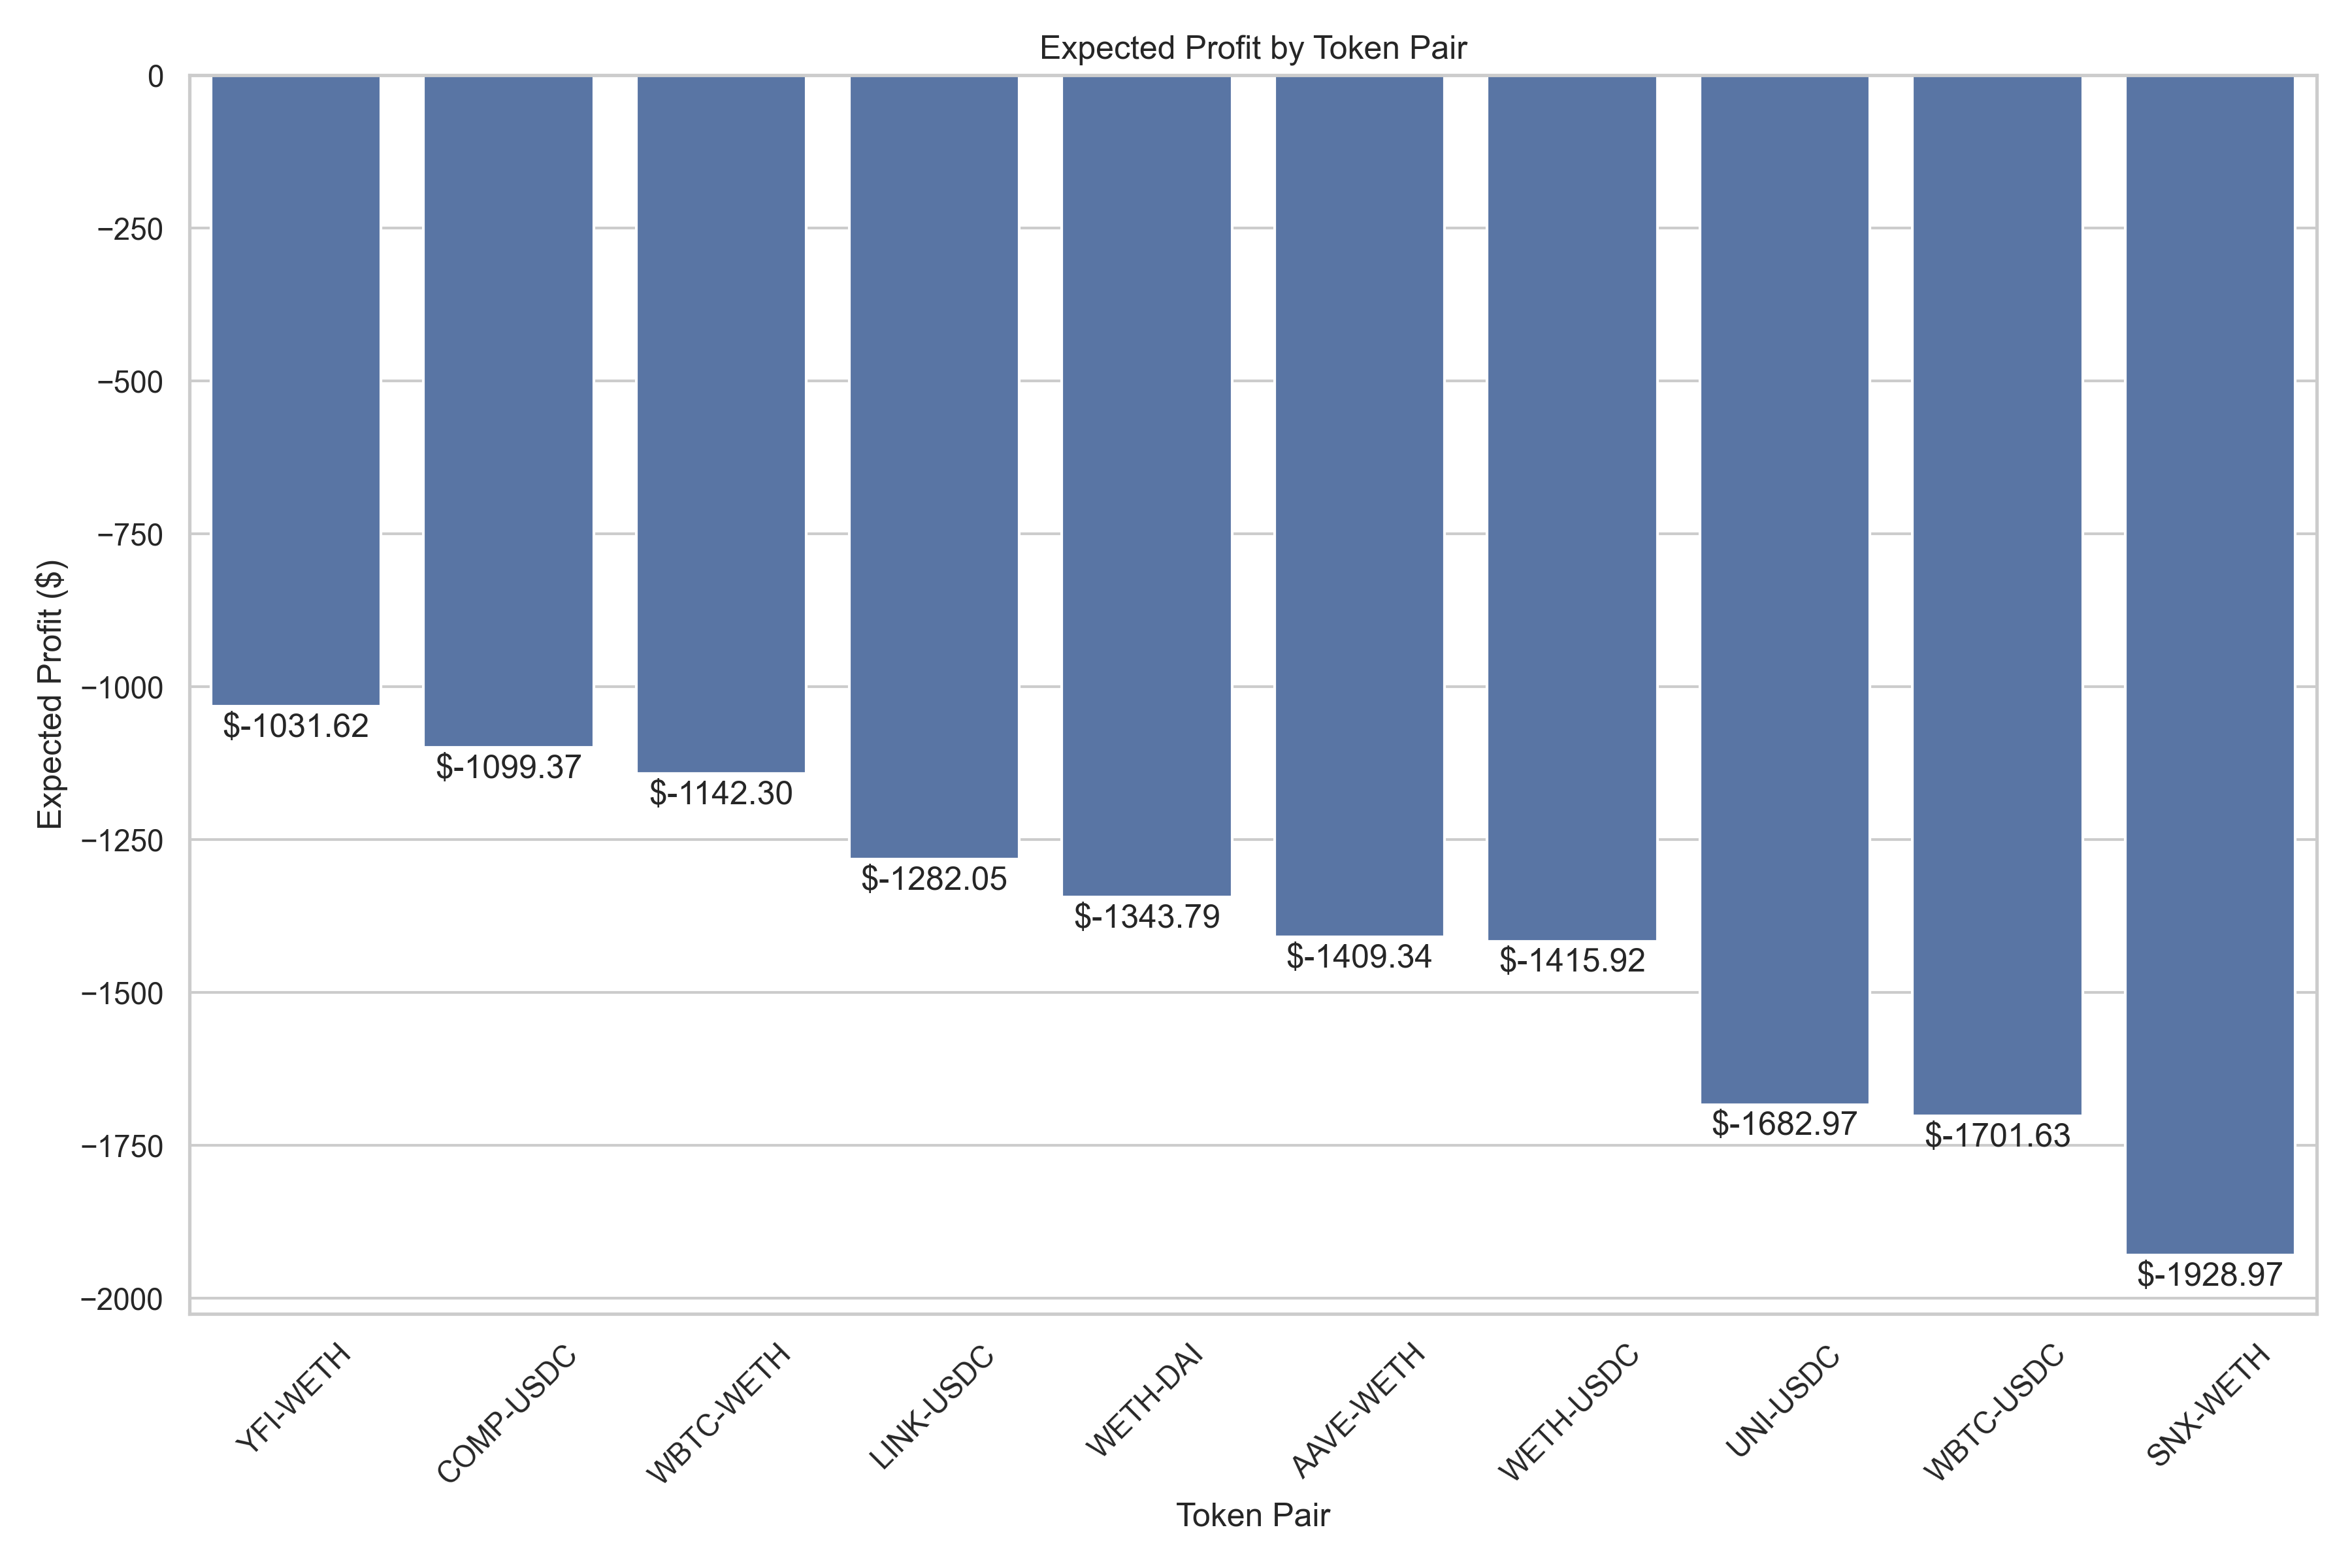 Expected Profit by Token Pair
Expected Profit ($)
0
−250
−500
−750
−1000
−1250
−1500
−1750
−2000
$-1031.62
$-1099.37
$-1142.30
$-1282.05
$-1343.79
$-1409.34
$-1415.92
$-1682.97
$-1701.63
$-1928.97
YFI-WETH
COMP-USDC
WBTC-WETH
LINK-USDC
WETH-DAI
AAVE-WETH
WETH-USDC
UNI-USDC
WBTC-USDC
SNX-WETH
Token Pair